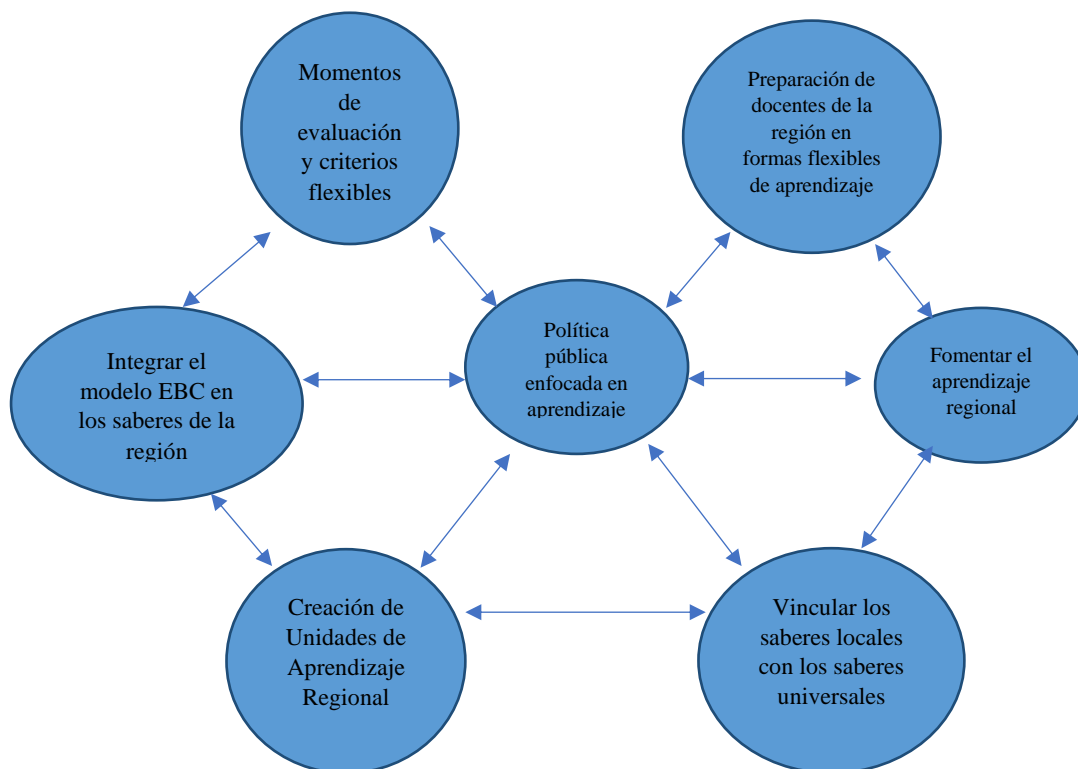 Momentos
de
evaluación
y criterios
flexibles
Preparación de
docentes de la
región en
formas flexibles
de aprendizaje
Política
pública
enfocada en
aprendizaje
Integrar el
modelo EBC en
los saberes de la
región
Fomentar el
aprendizaje
regional
Creación de
Unidades de
Aprendizaje
Regional
Vincular los
saberes locales
con los saberes
universales